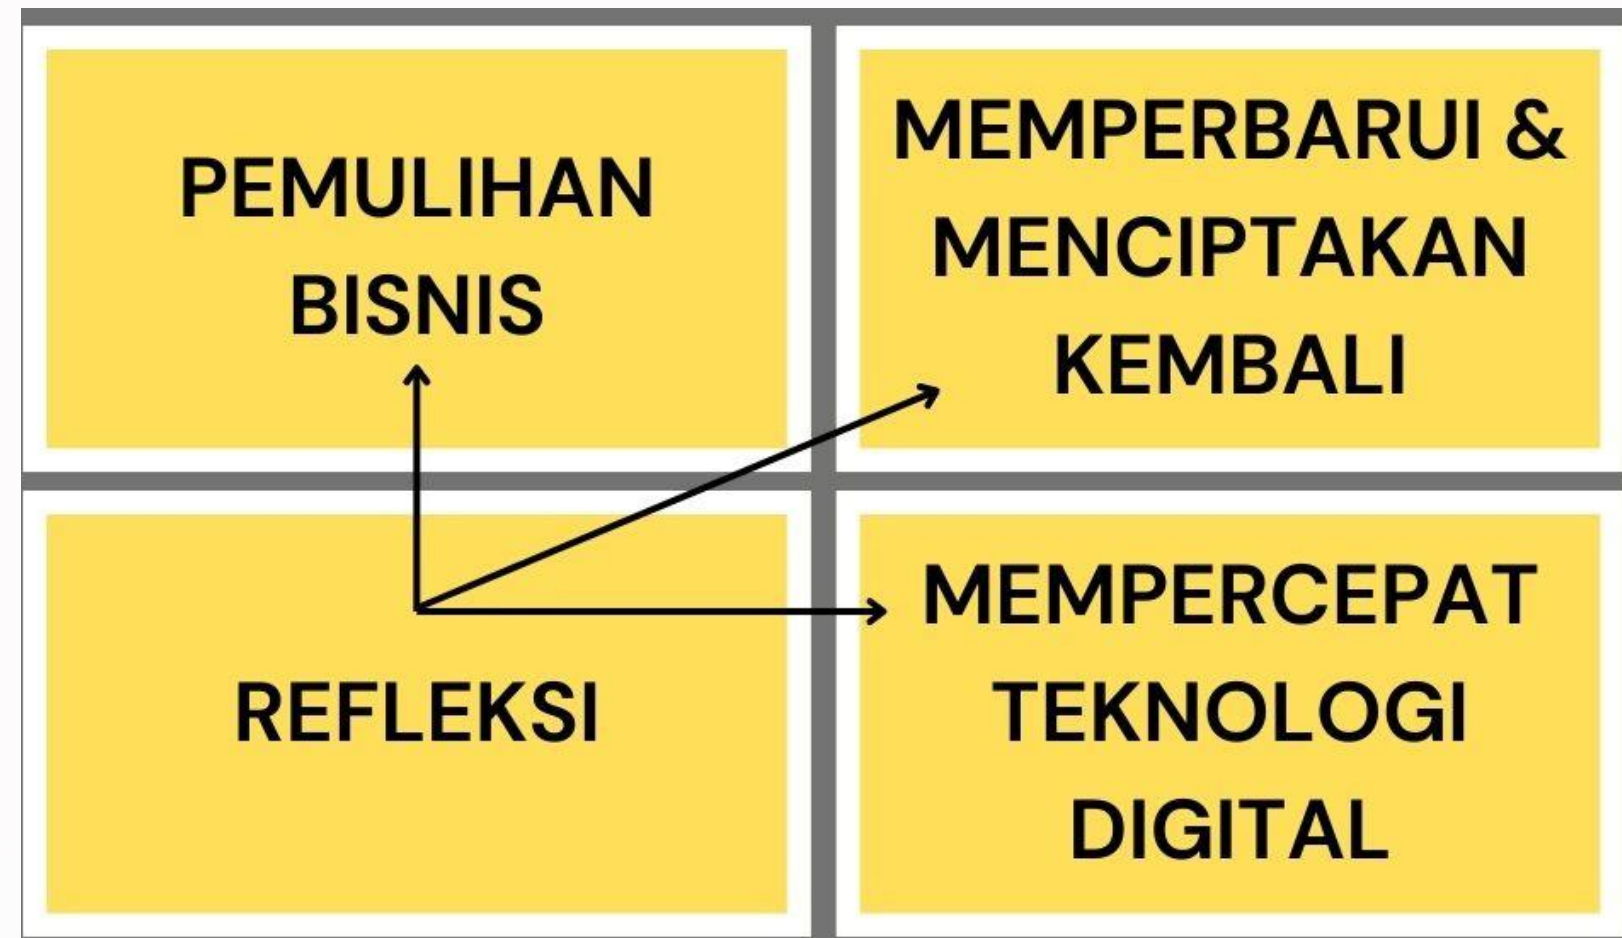 PEMULIHAN
BISNIS
MEMPERBARUI &
MENCIPTAKAN
KEMBALI
REFLEKSI
MEMPERCEPAT
TEKNOLOGI
DIGITAL